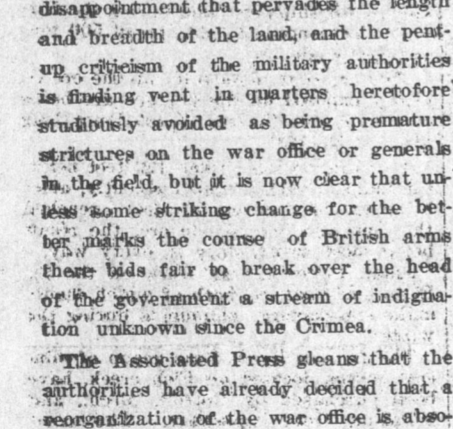 disappointment that pervades the length
and breadth of the land, and the pent-
up criticism of the military authorities
is finding vent in quarters heretofore
studiously avoided as being premature
strictures on the war office or generals
in the field, but it is now clear that un-
less some striking change for the bet-
ter marks the course of British arms
there bids fair to break over the head
of the government a stream of indigna-
tion unknown since the Crimea.
The Associated Press gleans that the
authorities have already decided that a
reorganization of the war office is abso-